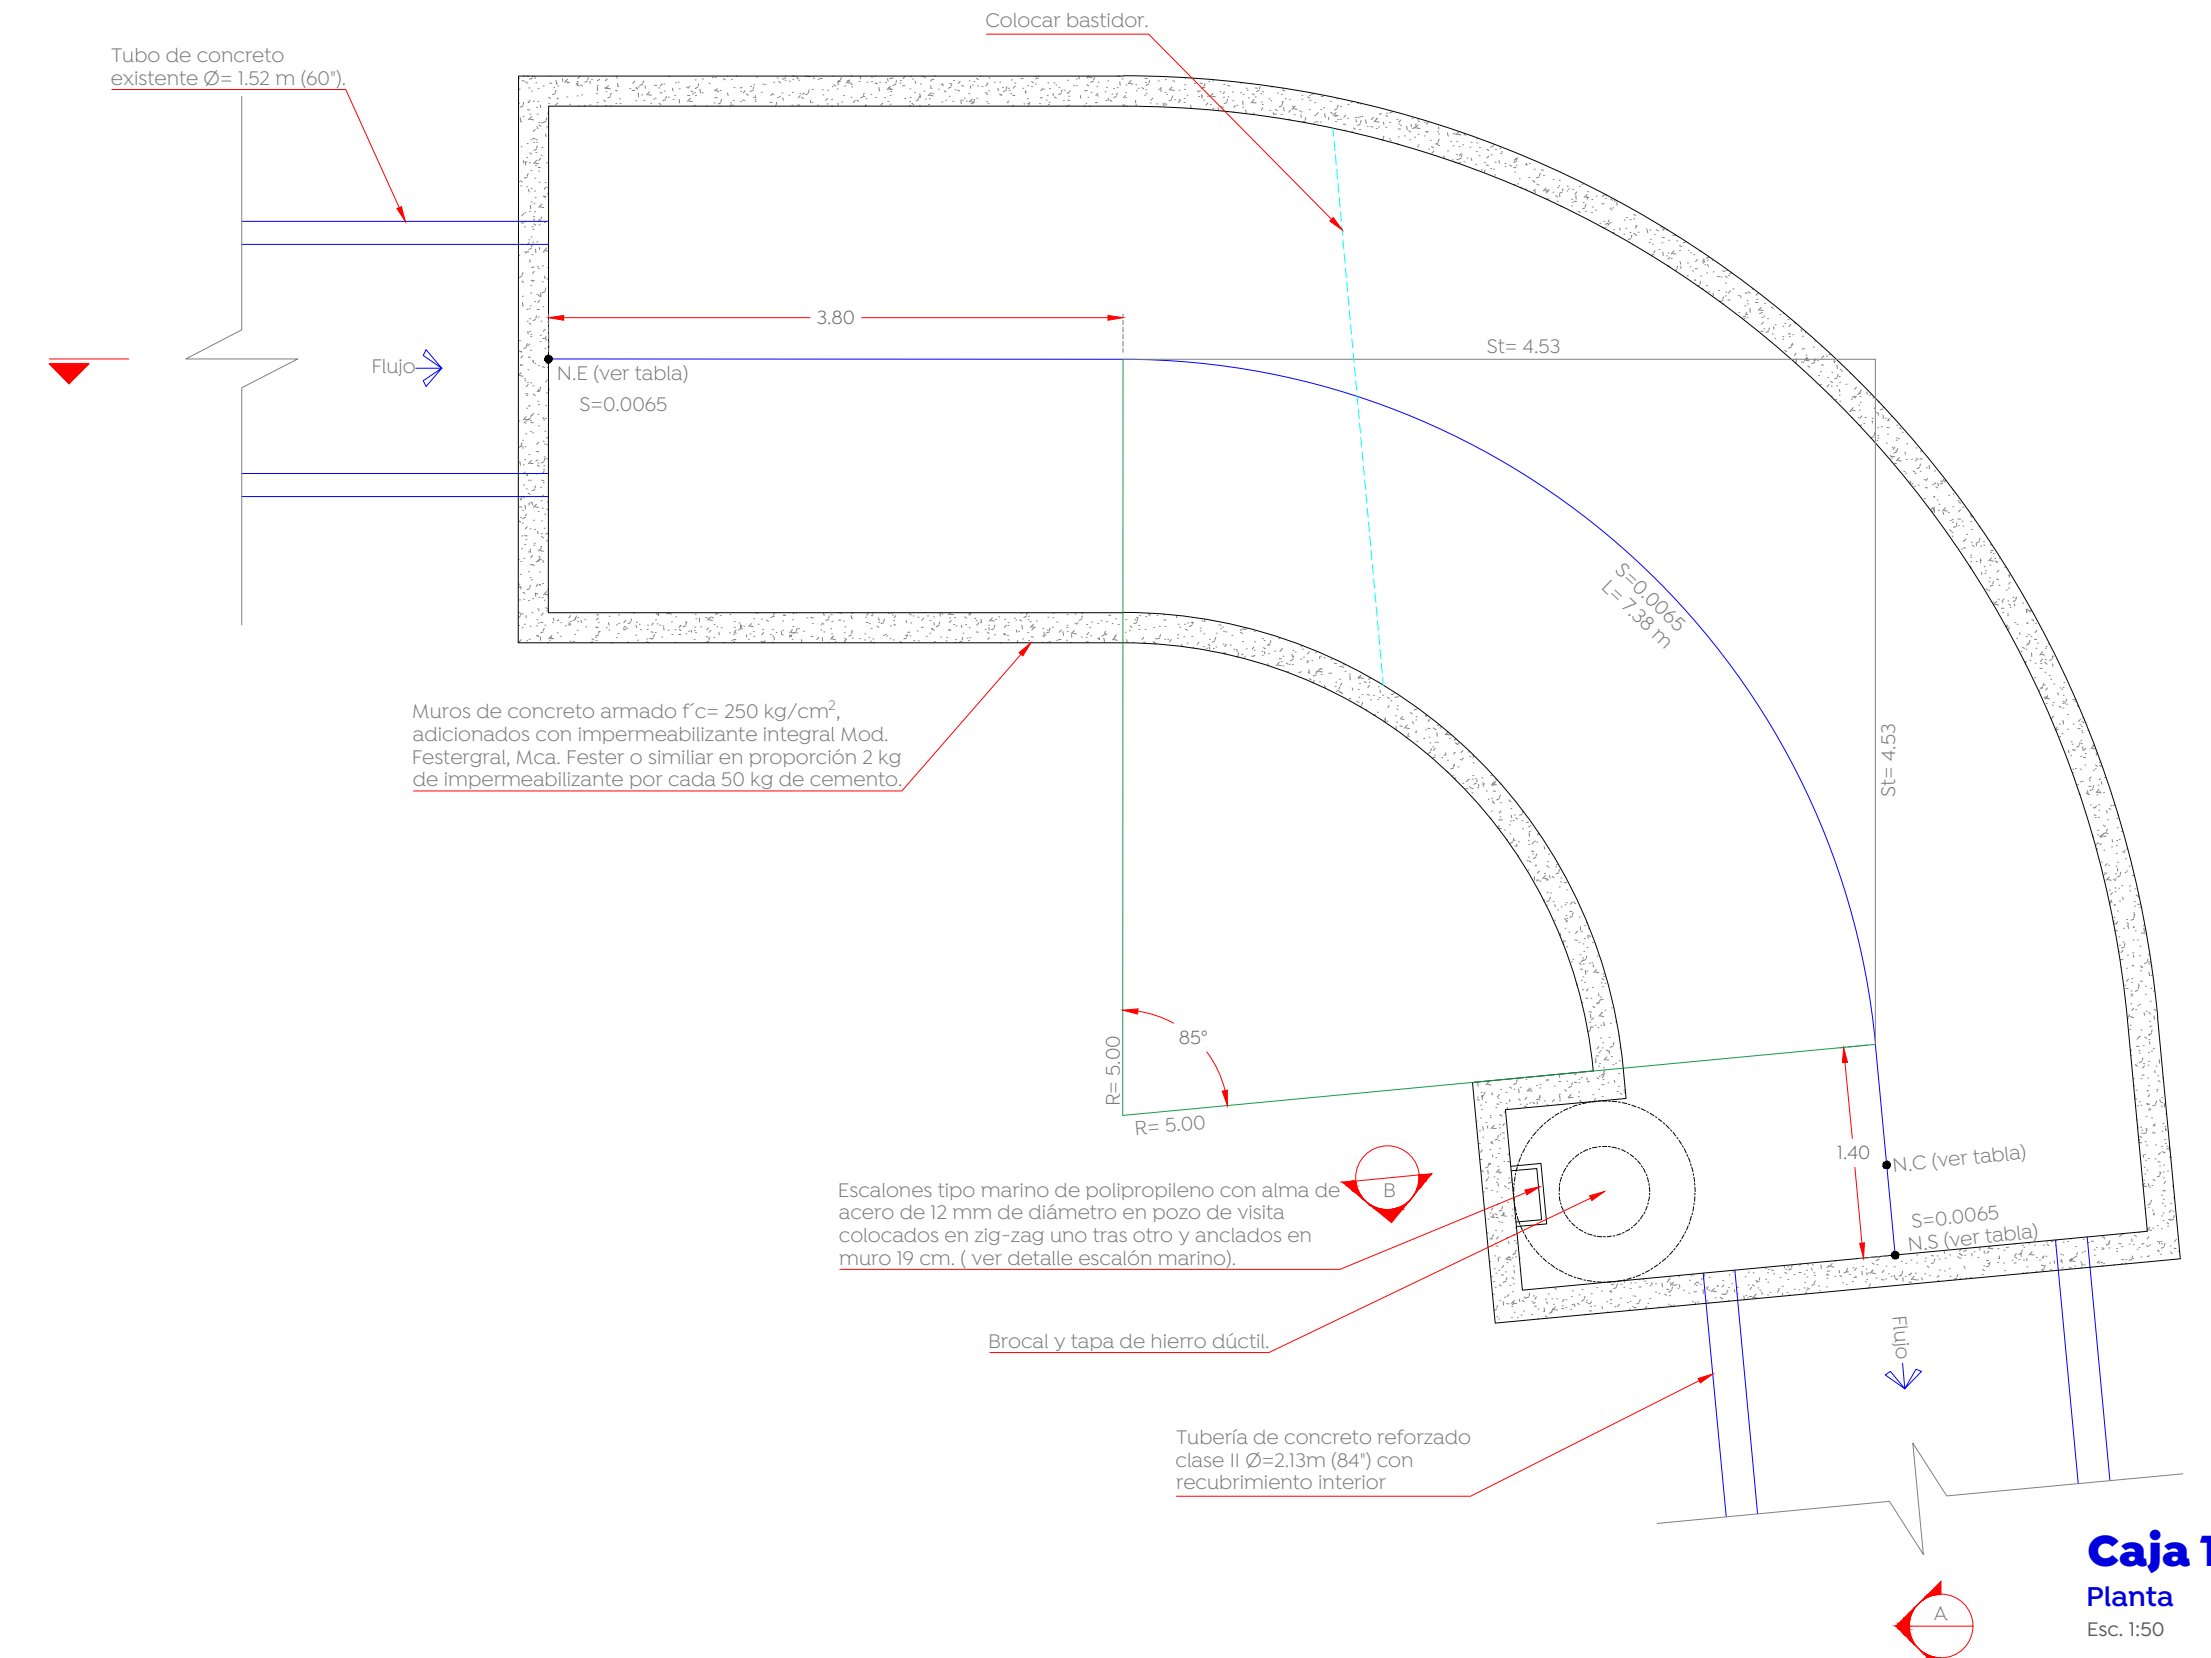 Colocar bastidor.
Tubo de concreto
existente Ø= 1.52 m (60").
3.80
St= 4.53
Flujo
N.E (ver tabla)
S=0.0065
S=0.0065
L= 7.38 m
Muros de concreto armado f´c= 250 kg/cm²,
adicionados con impermeabilizante integral Mod.
Festergral, Mca. Fester o similiar en proporción 2 kg
de impermeabilizante por cada 50 kg de cemento.
St= 4.53
85°
R= 5.00
R= 5.00
1.40
N.C (ver tabla)
Escalones tipo marino de polipropileno con alma de
acero de 12 mm de diámetro en pozo de visita
colocados en zig-zag uno tras otro y anclados en
muro 19 cm. ( ver detalle escalón marino).
B
S=0.0065
N.S (ver tabla)
Brocal y tapa de hierro dúctil.
Flujo
Tubería de concreto reforzado
clase II Ø=2.13m (84") con
recubrimiento interior
Caja 1
Planta
Esc. 1:50
A